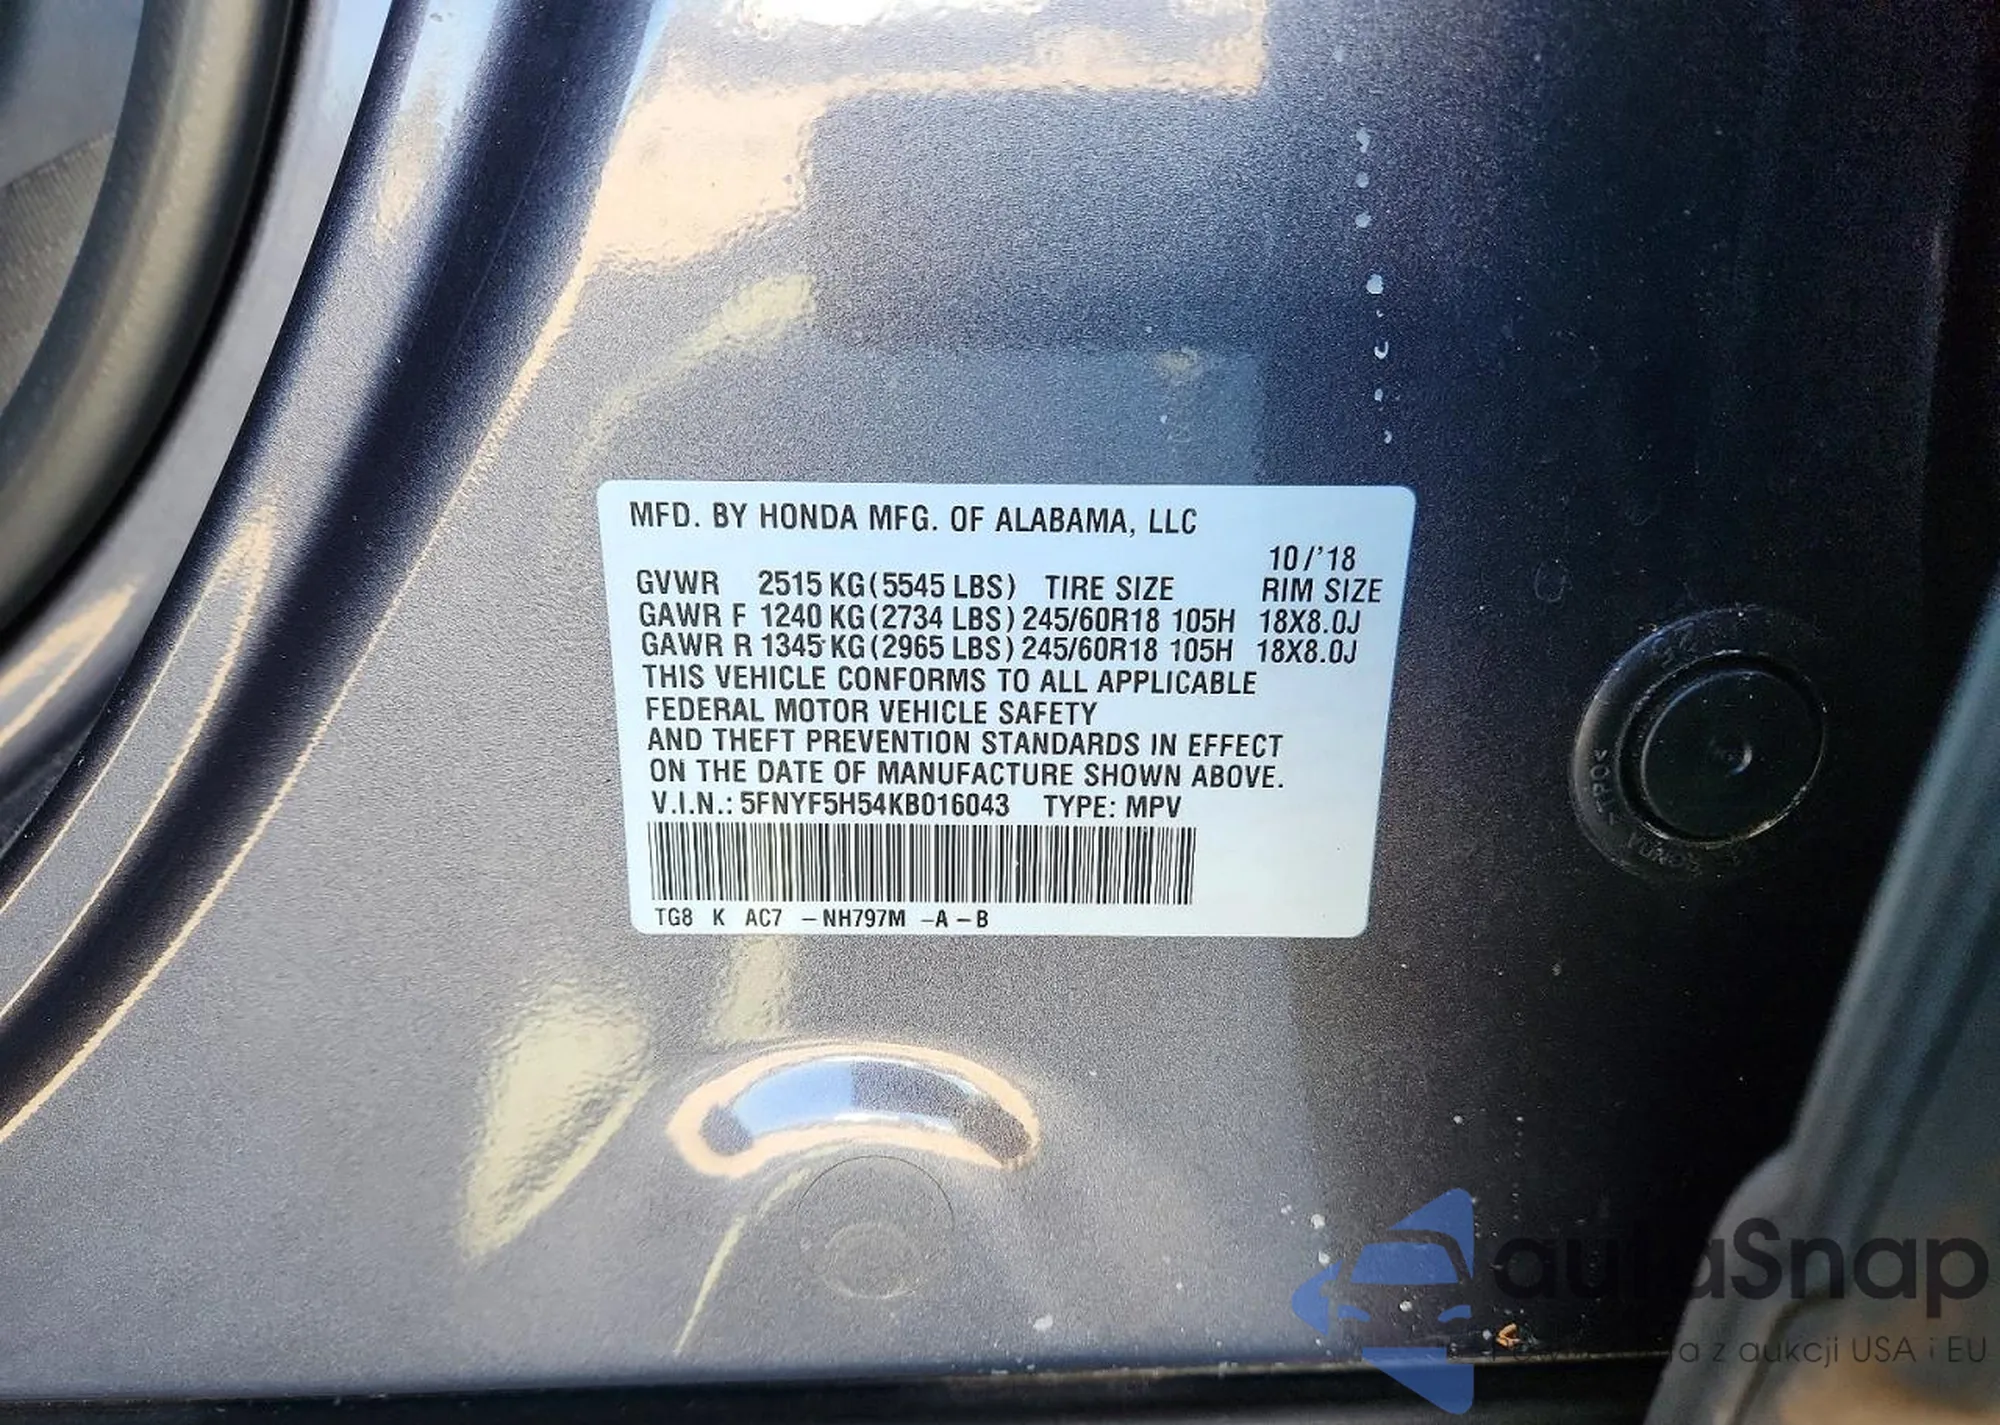 MFD. BY HONDA MFG. OF ALABAMA, LLC
10/'18
GVWR 2515 KG (5545 LBS) TIRE SIZE RIM SIZE
GAWR F 1240 KG (2734 LBS) 245/60R18 105H 18X8.0J
GAWR R 1345 KG (2965 LBS) 245/60R18 105H 18X8.0J
THIS VEHICLE CONFORMS TO ALL APPLICABLE
FEDERAL MOTOR VEHICLE SAFETY
AND THEFT PREVENTION STANDARDS IN EFFECT
ON THE DATE OF MANUFACTURE SHOWN ABOVE.
V.I.N.: 5FNYF5H54KB016043 TYPE: MPV
TG8 K AC7 –NH797M –A –B
Snap
z aukcji USA i EU